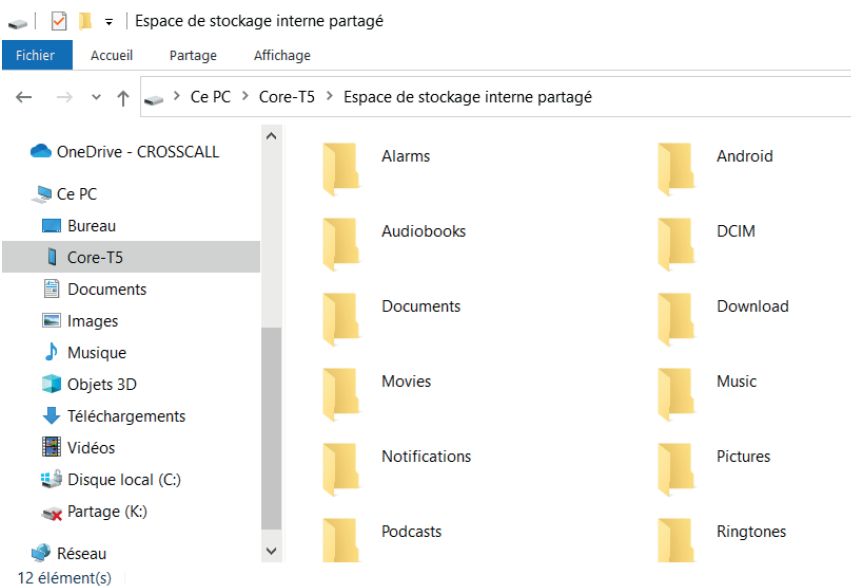 Espace de stockage interne partagé
Fichier Accueil Partage Affichage
Ce PC > Core-T5 > Espace de stockage interne partagé
OneDrive - CROSSCALL
Ce PC
Bureau
Core-T5
Documents
Images
Musique
Objets 3D
Téléchargements
Vidéos
Disque local (C:)
Partage (K:)
Réseau
Alarms Android
Audiobooks DCIM
Documents Download
Movies Music
Notifications Pictures
Podcasts Ringtones
12 élément(s)